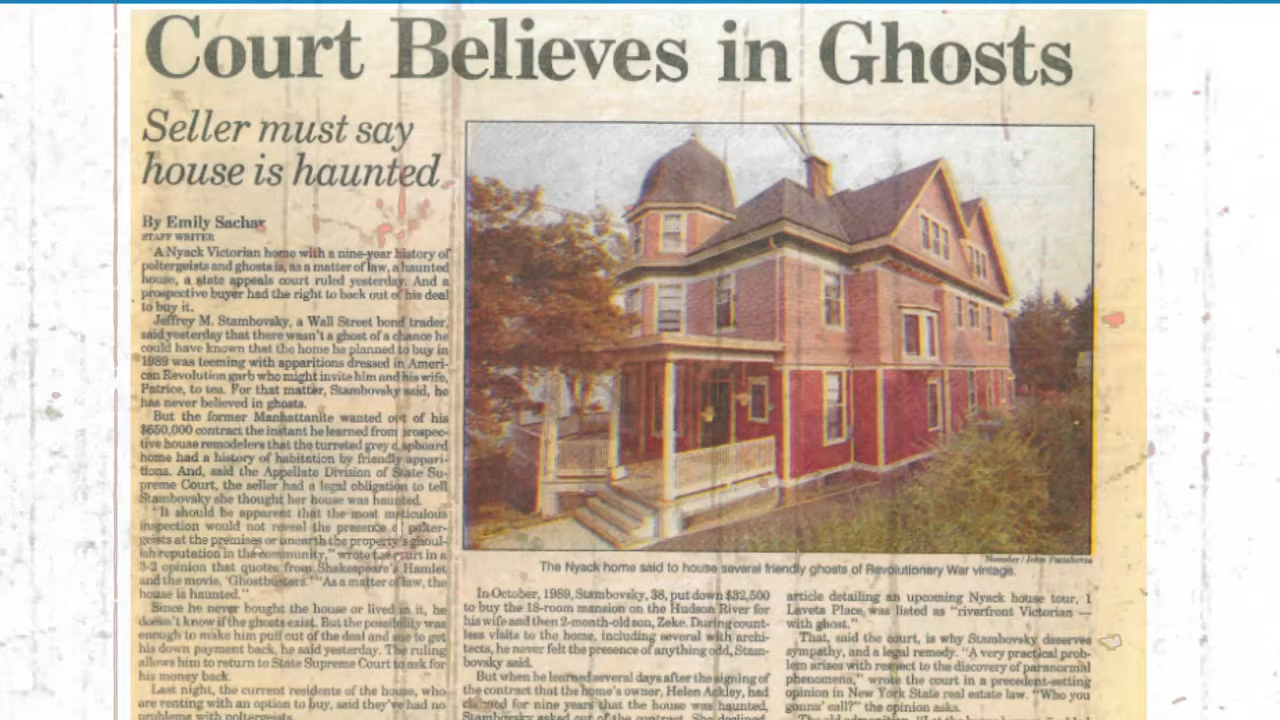 Court Believes in Ghosts
Seller must say
house is haunted
By Emily Sachar
STAFF WRITER
A Nyack Victorian home with a nine-year history of
poltergeists and ghosts is, as a matter of law, a haunted
house, a state appeals court ruled yesterday. And a
prospective buyer had the right to back out of his deal
to buy it.
Jeffrey M. Stambovsky, a Wall Street bond trader,
said yesterday that there wasn't a ghost of a chance he
could have known that the home he planned to buy in
1989 was teeming with apparitions dressed in Ameri-
can Revolution garb who might invite him and his wife,
Patrice, to tea. For that matter, Stambovsky said, he
has never believed in ghosts.
But the former Manhattanite wanted out of his
$650,000 contract the instant he learned from prospec-
tive house remodelers that the turreted grey clapboard
home had a history of habitation by friendly appari-
tions. And, said the Appellate Division of State Su-
preme Court, the seller had a legal obligation to tell
Stambovsky she thought her house was haunted.
"It should be apparent that the most meticulous
inspection would not reveal the presence of polter-
geists at the premises or unearth the property's ghoul-
ish reputation in the community," wrote the court in a
3-2 opinion that quotes from Shakespeare's Hamlet
and the movie, 'Ghostbusters.' "As a matter of law, the
house is haunted."
Since he never bought the house or lived in it, he
doesn't know if the ghosts exist. But the possibility was
enough to make him pull out of the deal and sue to get
his down payment back, he said yesterday. The ruling
allows him to return to State Supreme Court to ask for
his money back.
Last night, the current residents of the house, who
are renting with an option to buy, said they've had no
problems with poltergeists.
Newsday / John
The Nyack home said to house several friendly ghosts of Revolutionary War vintage.
In October, 1989, Stambovsky, 38, put down $32,500
to buy the 18-room mansion on the Hudson River for
his wife and then 2-month-old son, Zeke. During count-
less visits to the home, including several with archi-
tects, he never felt the presence of anything odd, Stam-
bovsky said.
But when he learned several days after the signing of
the contract that the home's owner, Helen Ackley, had
claimed for nine years that the house was haunted,
Stambovsky asked out of the contract. She declined,
article detailing an upcoming Nyack house tour, 1
Laveta Place was listed as "riverfront Victorian —
with ghost."
That, said the court, is why Stambovsky deserves
sympathy, and a legal remedy. "A very practical prob-
lem arises with respect to the discovery of paranormal
phenomena," wrote the court in a precedent-setting
opinion in New York State real estate law. "Who you
gonna' call?" the opinion asks.
The old admonition,